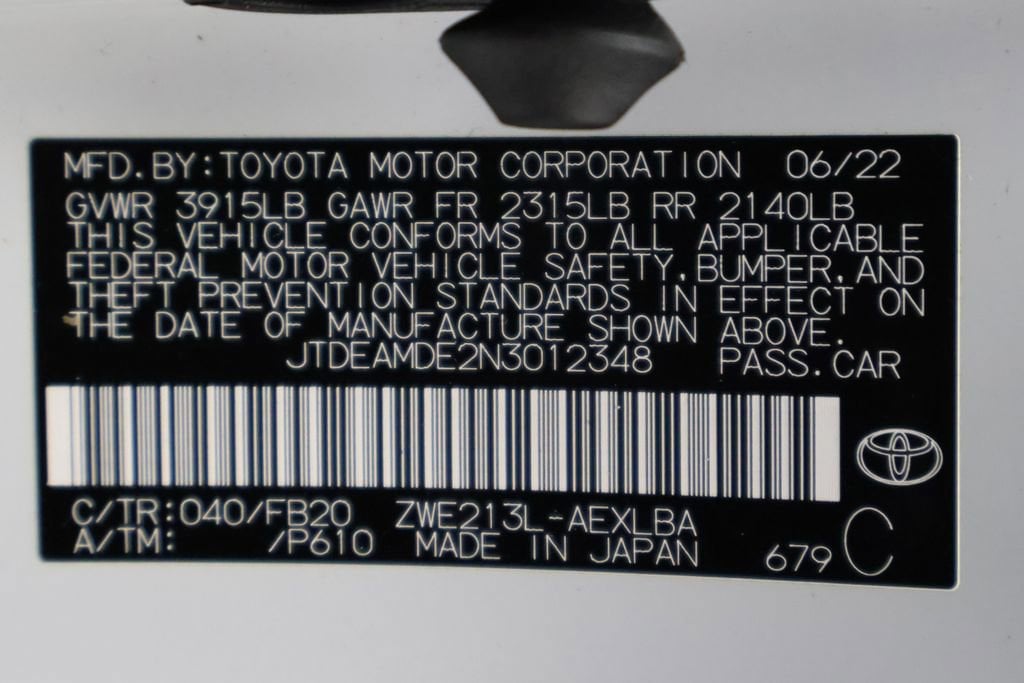 MFD.BY:TOYOTA MOTOR CORPORATION 06/22
GVWR 3915LB GAWR FR 2315LB RR 2140LB
THIS VEHICLE CONFORMS TO ALL APPLICABLE
FEDERAL MOTOR VEHICLE SAFETY,BUMPER,AND
THEFT PREVENTION STANDARDS IN EFFECT ON
THE DATE OF MANUFACTURE SHOWN ABOVE.
JTDEAMDE2N3012348 PASS.CAR
C/TR:040/FB20 ZWE213L-AEXLBA
A/TM: /P610 MADE IN JAPAN 679 C